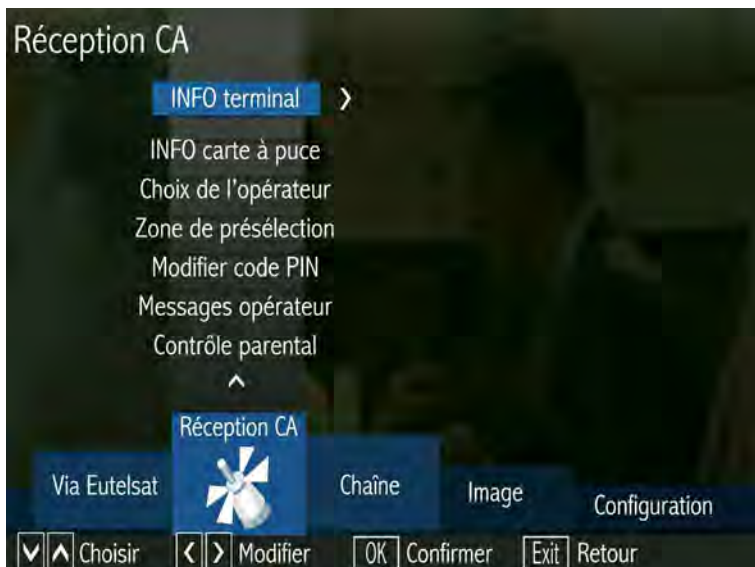 Réception CA
INFO terminal
INFO carte à puce
Choix de l'opérateur
Zone de présélection
Modifier code PIN
Messages opérateur
Contrôle parental
Réception CA
Via Eutelsat Chaîne Image Configuration
Choisir Modifier OK Confirmer Exit Retour